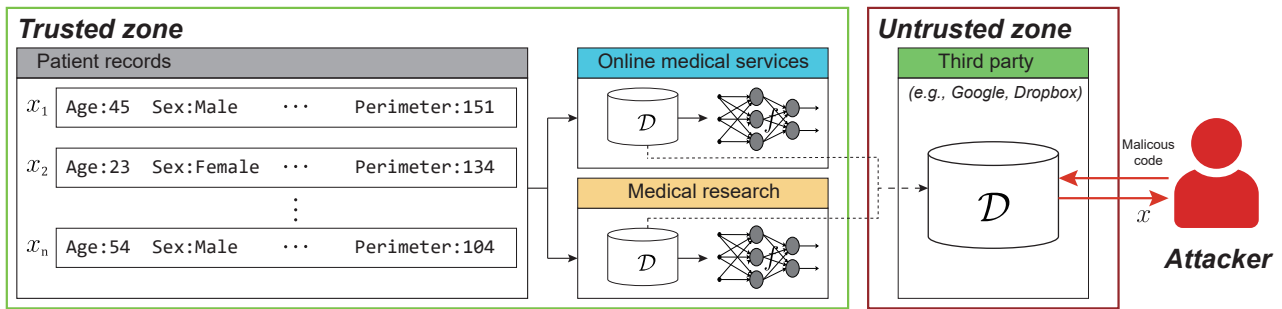 Trusted zone
Patient records
x1 Age:45 Sex:Male ··· Perimeter:151
x2 Age:23 Sex:Female ··· Perimeter:134
⋮
xn Age:54 Sex:Male ··· Perimeter:104
Online medical services
D f
Medical research
D f
Untrusted zone
Third party
(e.g., Google, Dropbox)
D
Malicous
code
x
Attacker